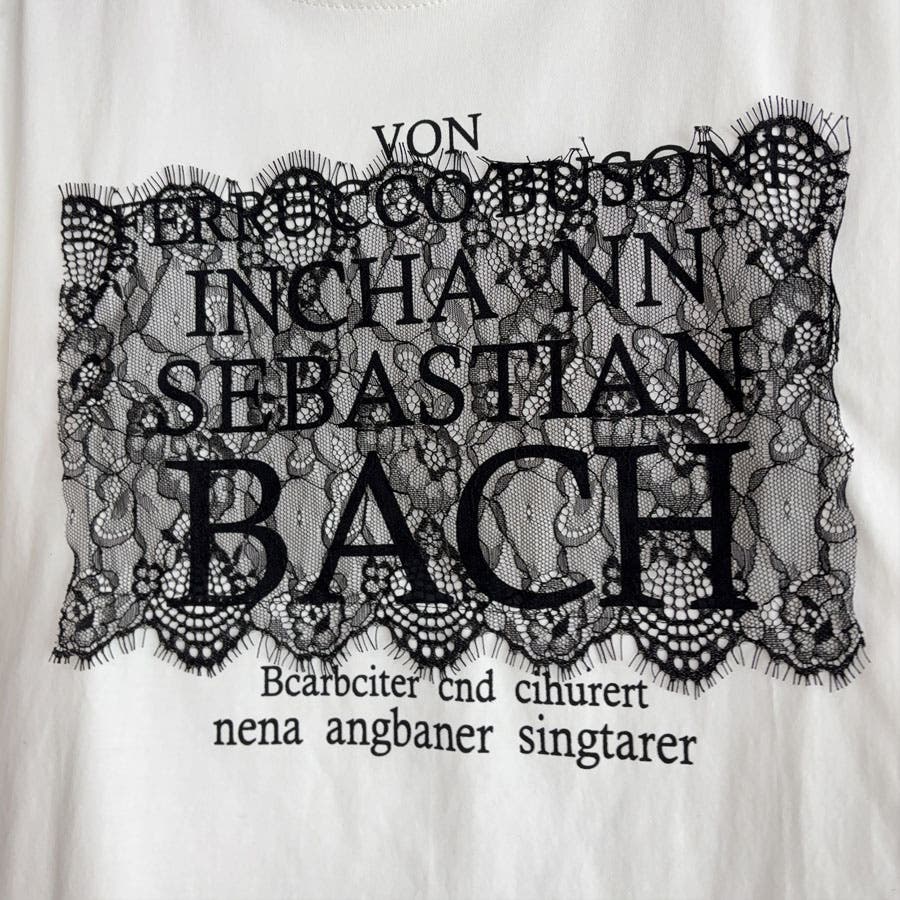 VON
FERRUCCO BUSONI
INCHA NN
SEBASTIAN
BACH
Bcarbciter cnd cihurert
nena angbaner singtarer